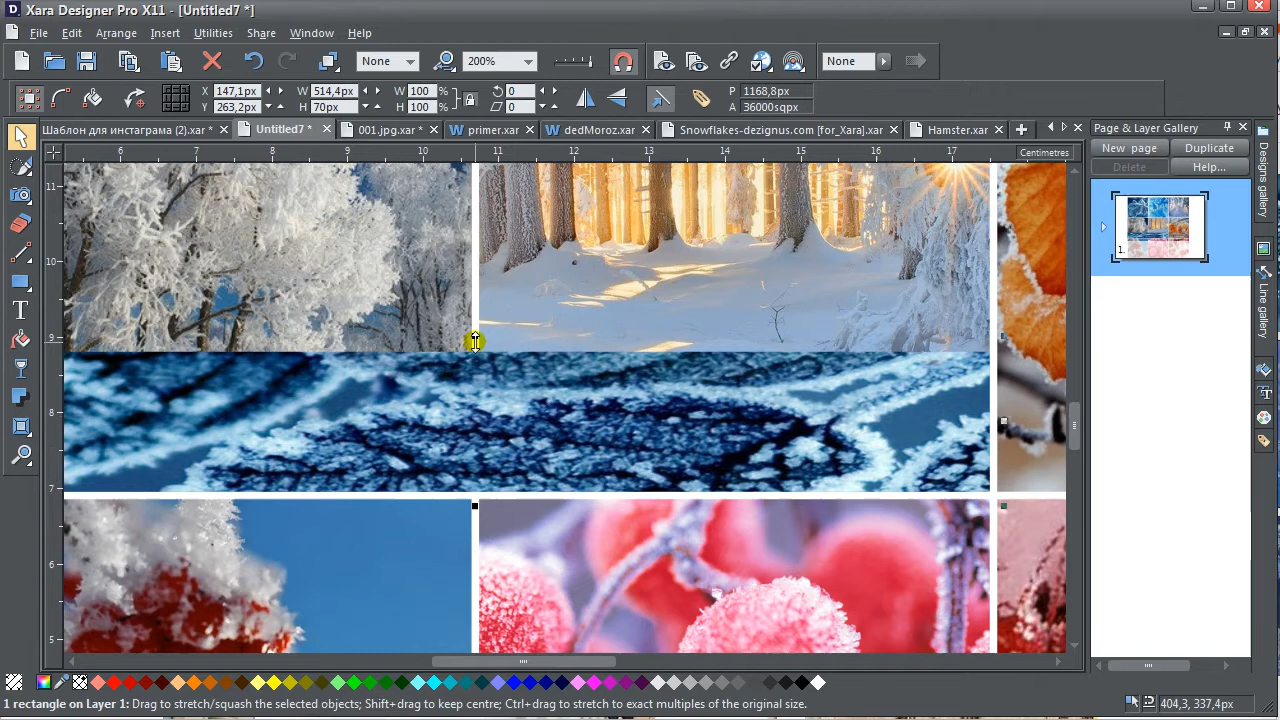 Xara Designer Pro X11 - [Untitled7 *]
File Edit Arrange Insert Utilities Share Window Help
None 200% None
X 147,1px W 514,4px 100 % 0 P 1168,8px
Y 263,2px H 70px H 100 % 0 A 36000sqpx
Шаблон для инстаграма (2).xar * Untitled7 * 001.jpg.xar * primer.xar dedMoroz.xar Snowflakes-dezignus.com [for_Xara].xar Hamster.xar
Page & Layer Gallery
New page Duplicate
Delete Help...
6 7 8 9 10 11 12 13 14 15 16 17 Centimetres
11
10
9
8
7
6
5
1.
Designs gallery
Line gallery
1 rectangle on Layer 1: Drag to stretch/squash the selected objects; Shift+drag to keep centre; Ctrl+drag to stretch to exact multiples of the original size.
404,3, 337,4px